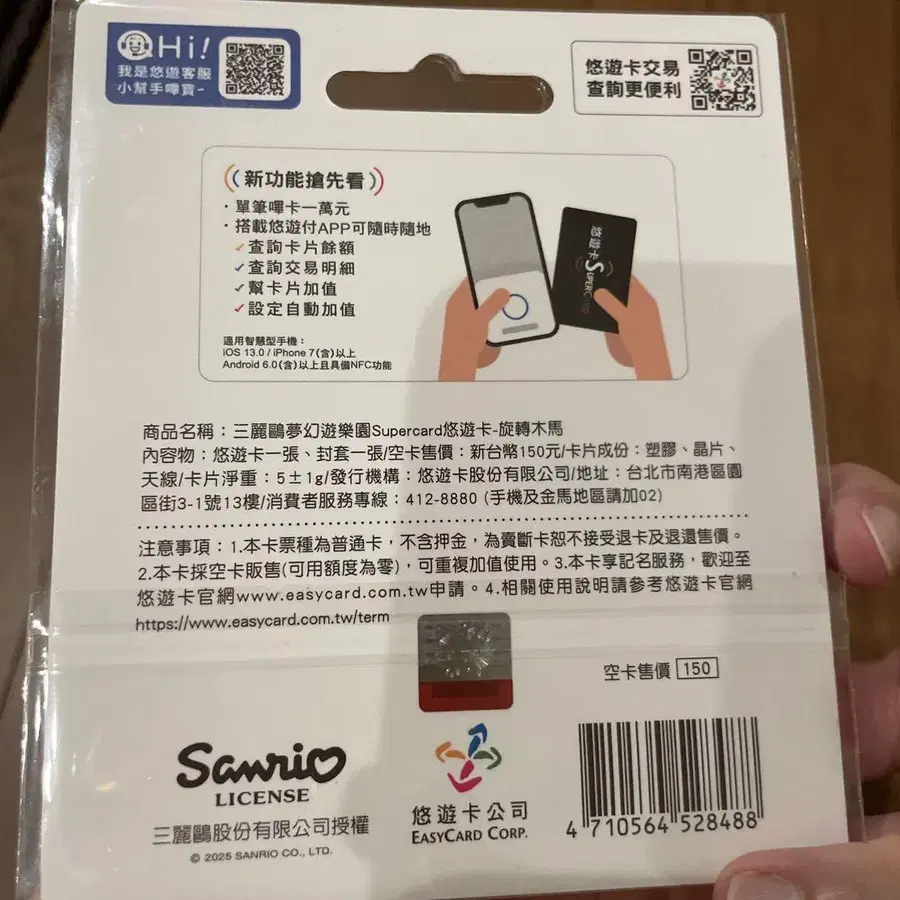 Hi!
我是悠遊客服
小幫手嗶寶~
悠遊卡交易
查詢更便利
新功能搶先看
·單筆嗶卡一萬元
·搭載悠遊付APP可隨時隨地
✓查詢卡片餘額
✓查詢交易明細
✓幫卡片加值
✓設定自動加值
適用智慧型手機：
iOS 13.0 / iPhone 7(含)以上
Android 6.0(含)以上且具備NFC功能
悠遊卡SUPERCARD
商品名稱：三麗鷗夢幻遊樂園Supercard悠遊卡-旋轉木馬
內容物：悠遊卡一張、封套一張/空卡售價：新台幣150元/卡片成份：塑膠、晶片、
天線/卡片淨重：5±1g/發行機構：悠遊卡股份有限公司/地址：台北市南港區園
區街3-1號13樓/消費者服務專線：412-8880 (手機及金馬地區請加02)
注意事項：1.本卡票種為普通卡，不含押金，為賣斷卡恕不接受退卡及退還售價。
2.本卡採空卡販售(可用額度為零)，可重複加值使用。3.本卡享記名服務，歡迎至
悠遊卡官網www.easycard.com.tw申請。4.相關使用說明請參考悠遊卡官網
https://www.easycard.com.tw/term
空卡售價 150
Sanrio
LICENSE
三麗鷗股份有限公司授權
© 2025 SANRIO CO., LTD.
悠遊卡公司
EASYCARD CORP.
4 710564 528488